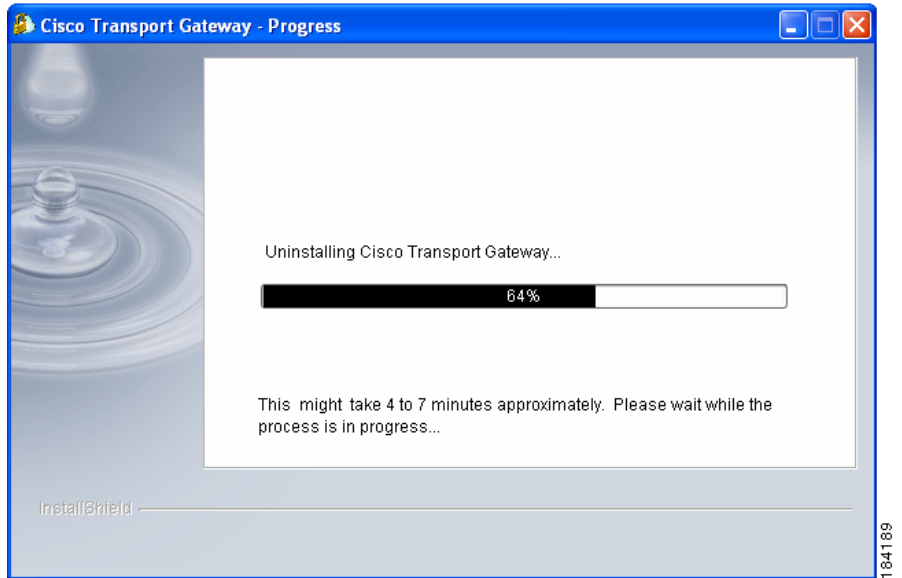 Cisco Transport Gateway - Progress
Uninstalling Cisco Transport Gateway...
64%
This might take 4 to 7 minutes approximately. Please wait while the
process is in progress...
InstallShield
184189